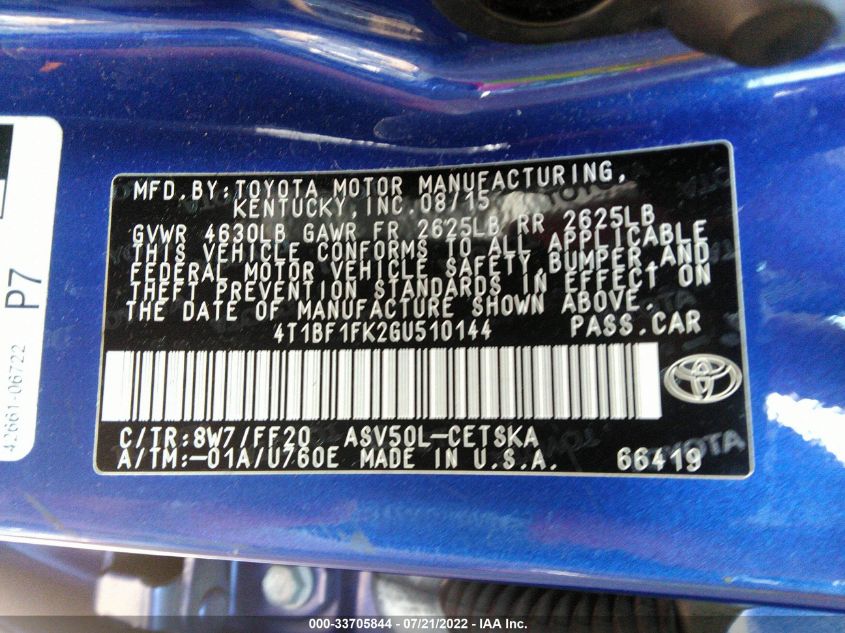 MFD. BY: TOYOTA MOTOR MANUFACTURING,
KENTUCKY, INC. 08/15
GVWR 4630LB GAWR FR 2625LB RR 2625LB
THIS VEHICLE CONFORMS TO ALL APPLICABLE
FEDERAL MOTOR VEHICLE SAFETY, BUMPER AND
THEFT PREVENTION STANDARDS IN EFFECT ON
THE DATE OF MANUFACTURE SHOWN ABOVE.
4T1BF1FK2GU510144 PASS.CAR
C/TR:8W7/FF20 ASV50L-CETSKA
A/TM:-01A/U760E MADE IN U.S.A. 66419
TOYOTA
P7
42661-06722
000-33705844 / 07/21/2022 - IAA Inc.